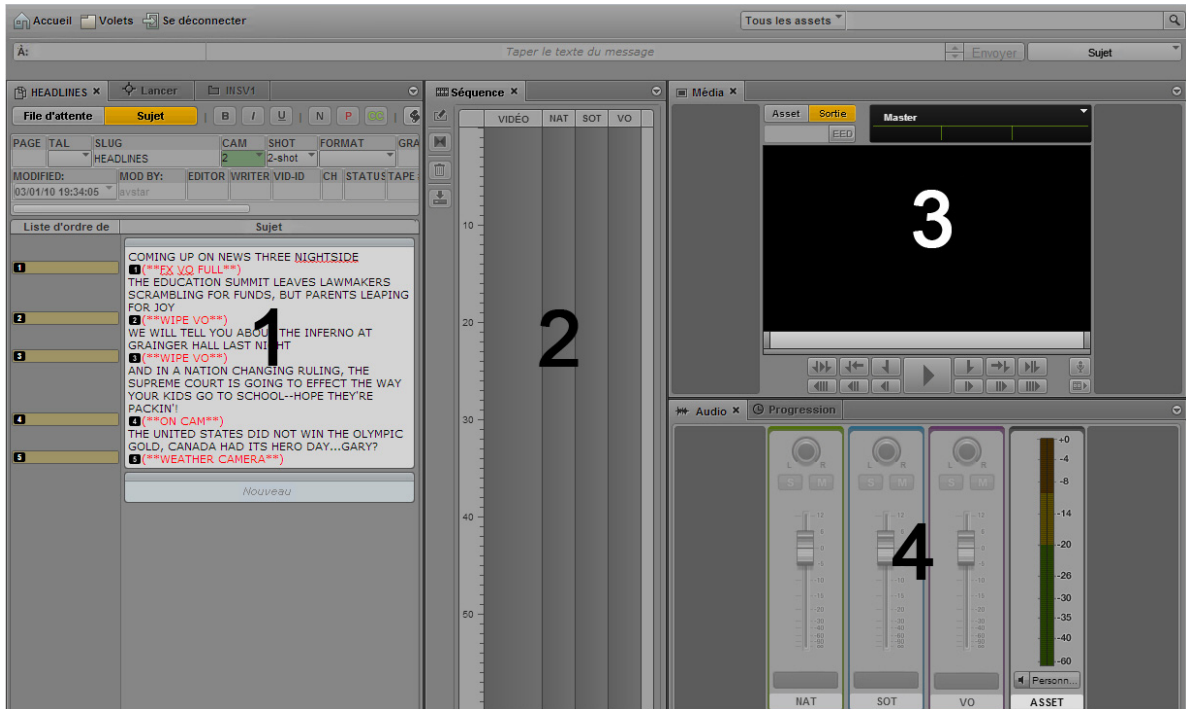 Accueil Volets Se déconnecter Tous les assets
À: Taper le texte du message Envoyer Sujet
HEADLINES × Lancer INSV1
File d'attente Sujet B I U N P CC
PAGE TAL SLUG CAM SHOT FORMAT GRA
HEADLINES 2 2-shot
MODIFIED: MOD BY: EDITOR WRITER VID-ID CH STATUS TAPE
03/01/10 19:34:05 avstar
Liste d'ordre de Sujet
COMING UP ON NEWS THREE NIGHTSIDE
1 1(**FX VO FULL**)
THE EDUCATION SUMMIT LEAVES LAWMAKERS
SCRAMBLING FOR FUNDS, BUT PARENTS LEAPING
FOR JOY
2 2(**WIPE VO**)
WE WILL TELL YOU ABOUT THE INFERNO AT
GRAINGER HALL LAST NIGHT
3 3(**WIPE VO**)
AND IN A NATION CHANGING RULING, THE
SUPREME COURT IS GOING TO EFFECT THE WAY
YOUR KIDS GO TO SCHOOL--HOPE THEY'RE
PACKIN'!
4 4(**ON CAM**)
THE UNITED STATES DID NOT WIN THE OLYMPIC
GOLD, CANADA HAD ITS HERO DAY...GARY?
5 5(**WEATHER CAMERA**)
Nouveau
1
Séquence ×
VIDÉO NAT SOT VO
10
20
30
40
50
2
Média ×
Asset Sortie Master
EED
3
Audio × Progression
L R L R L R
S M S M S M
+0
-4
-8
-14
-20
-26
-30
-35
-40
-60
4
Personn...
NAT SOT VO ASSET